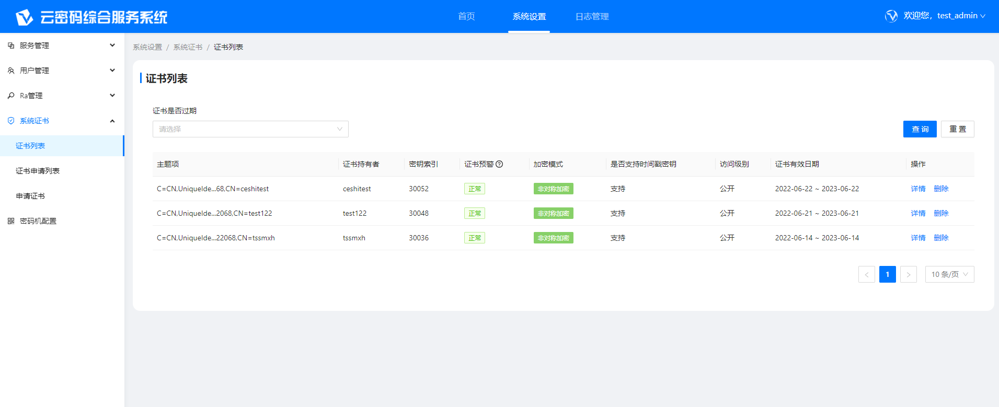 云密码综合服务系统
首页 系统设置 日志管理
欢迎您，test_admin
服务管理
用户管理
Ra管理
系统证书
证书列表
证书申请列表
申请证书
密码机配置
系统设置 / 系统证书 / 证书列表
证书列表
证书是否过期
请选择
查 询 重 置
主题项 证书持有者 密钥索引 证书预警 加密模式 是否支持时间戳密钥 访问级别 证书有效日期 操作
C=CN,UniqueIde...68,CN=ceshitest ceshitest 30052 正常 非对称加密 支持 公开 2022-06-22 ~ 2023-06-22 详情 删除
C=CN,UniqueIde...2068,CN=test122 test122 30048 正常 非对称加密 支持 公开 2022-06-21 ~ 2023-06-21 详情 删除
C=CN,UniqueIde...22068,CN=tssmxh tssmxh 30036 正常 非对称加密 支持 公开 2022-06-14 ~ 2023-06-14 详情 删除
< 1 > 10 条/页